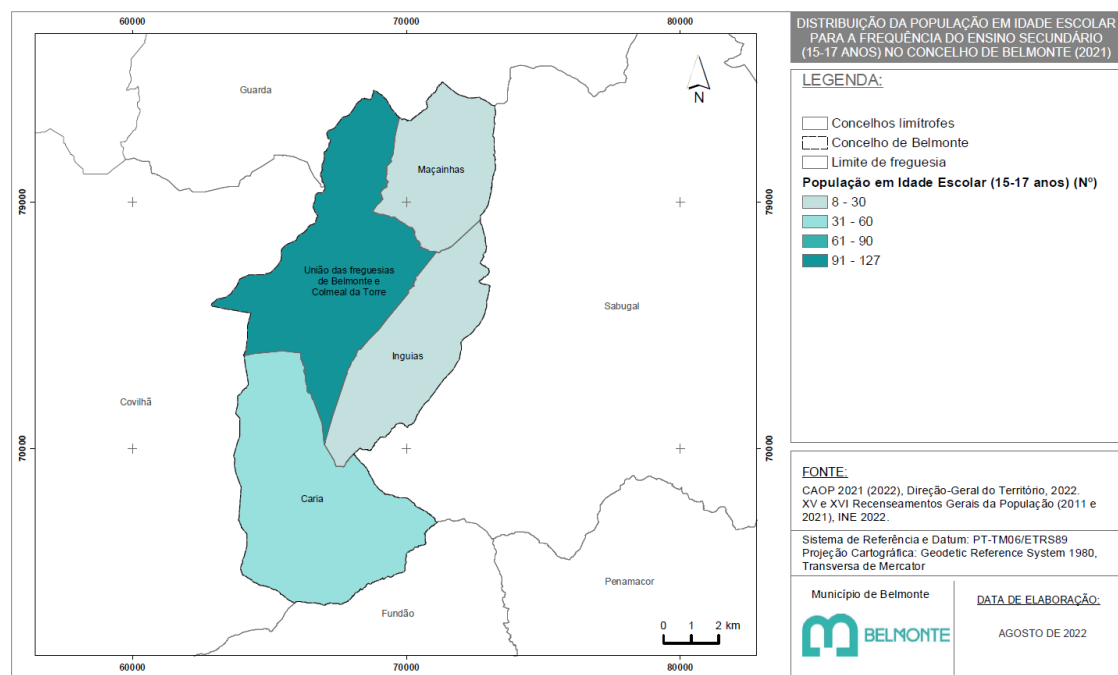 60000
70000
80000
DISTRIBUIÇÃO DA POPULAÇÃO EM IDADE ESCOLAR
PARA A FREQUÊNCIA DO ENSINO SECUNDÁRIO
(15-17 ANOS) NO CONCELHO DE BELMONTE (2021)
LEGENDA:
Concelhos limítrofes
Concelho de Belmonte
Limite de freguesia
População em Idade Escolar (15-17 anos) (Nº)
8 - 30
31 - 60
61 - 90
91 - 127
Guarda
N
Maçainhas
79000
79000
União das freguesias
de Belmonte e
Colmeal da Torre
Sabugal
Inguias
Covilhã
70000
70000
Caria
Penamacor
Fundão
0 1 2 km
60000
70000
80000
FONTE:
CAOP 2021 (2022), Direção-Geral do Território, 2022.
XV e XVI Recenseamentos Gerais da População (2011 e
2021), INE 2022.
Sistema de Referência e Datum: PT-TM06/ETRS89
Projeção Cartográfica: Geodetic Reference System 1980,
Transversa de Mercator
Município de Belmonte
BELMONTE
DATA DE ELABORAÇÃO:
AGOSTO DE 2022